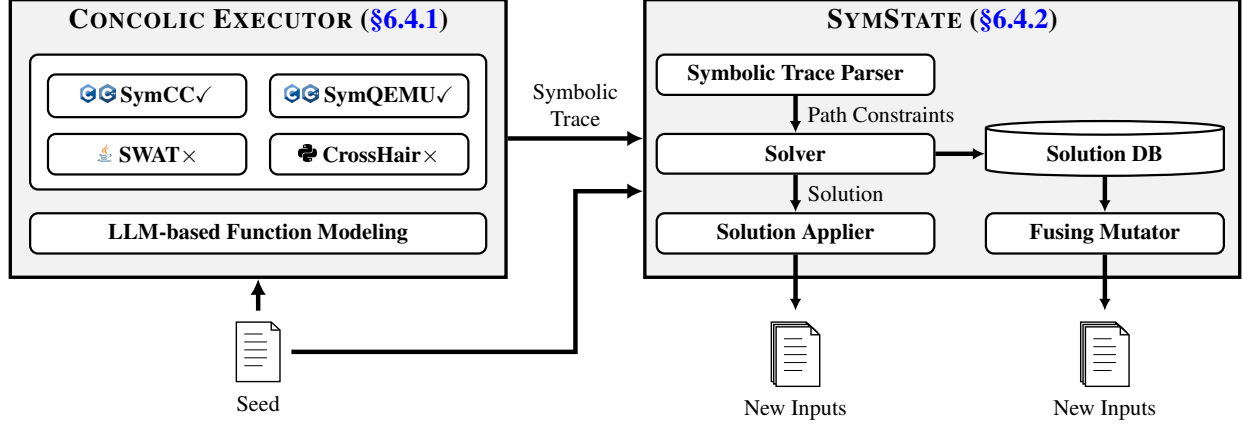 CONCOLIC EXECUTOR (§6.4.1)
SymCC✓
SymQEMU✓
SWAT×
CrossHair×
LLM-based Function Modeling
Seed
Symbolic
Trace
SYMSTATE (§6.4.2)
Symbolic Trace Parser
Path Constraints
Solver
Solution DB
Solution
Solution Applier
Fusing Mutator
New Inputs
New Inputs